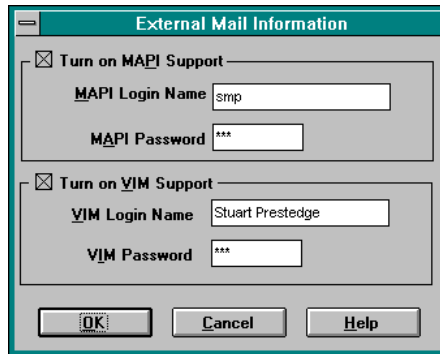 External Mail Information
Turn on MAPI Support
MAPI Login Name smp
MAPI Password ***
Turn on VIM Support
VIM Login Name Stuart Prestedge
VIM Password ***
OK Cancel Help